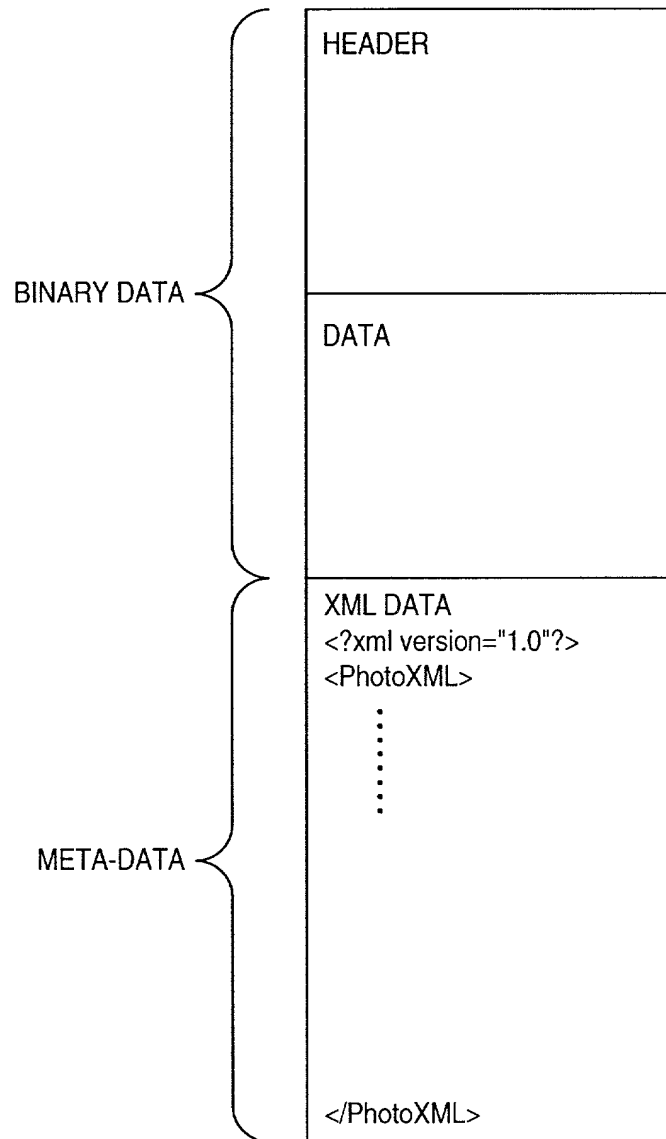 HEADER
BINARY DATA
DATA
XML DATA
<?xml version="1.0"?>
<PhotoXML>
META-DATA
</PhotoXML>